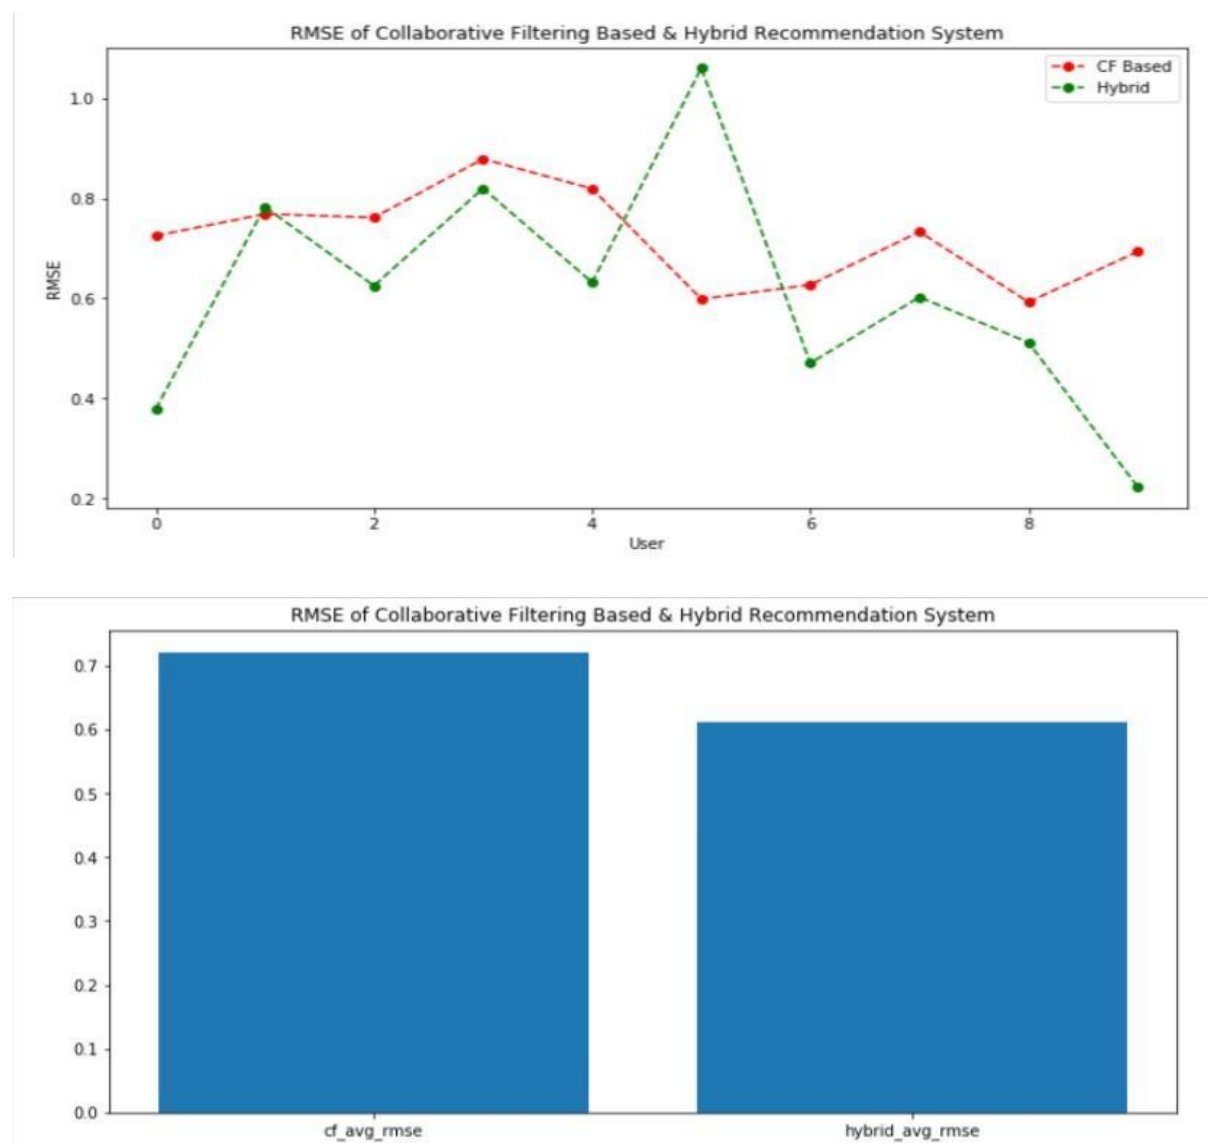 RMSE of Collaborative Filtering Based & Hybrid Recommendation System
CF Based
Hybrid
1.0
0.8
0.6
0.4
0.2
RMSE
0 2 4 6 8
User
RMSE of Collaborative Filtering Based & Hybrid Recommendation System
0.7
0.6
0.5
0.4
0.3
0.2
0.1
0.0
cf_avg_rmse hybrid_avg_rmse